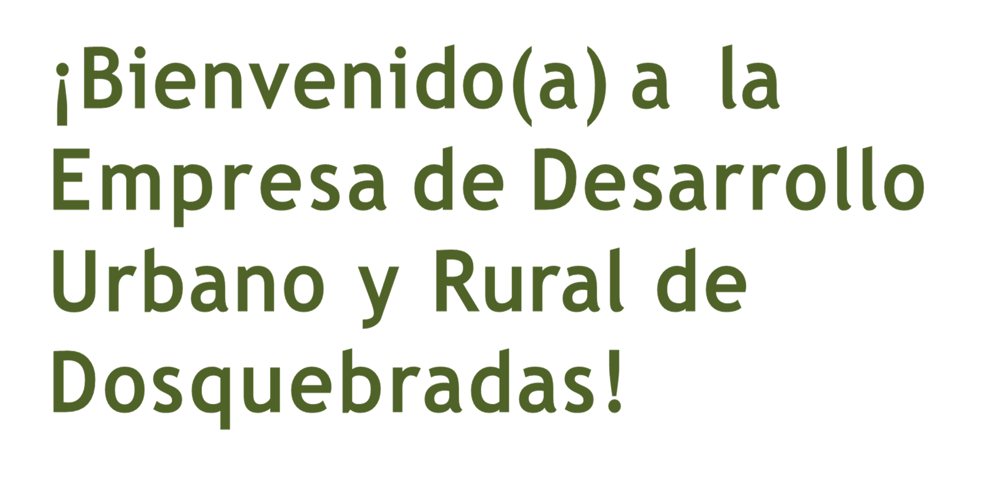 ¡Bienvenido(a) a la
Empresa de Desarrollo
Urbano y Rural de
Dosquebradas!